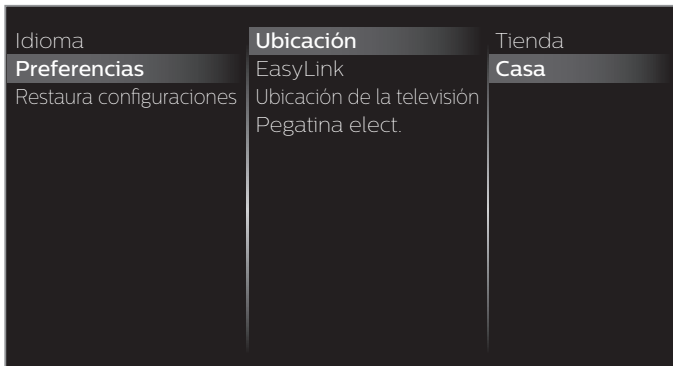 Idioma
Preferencias
Restaura configuraciones
Ubicación
EasyLink
Ubicación de la televisión
Pegatina elect.
Tienda
Casa